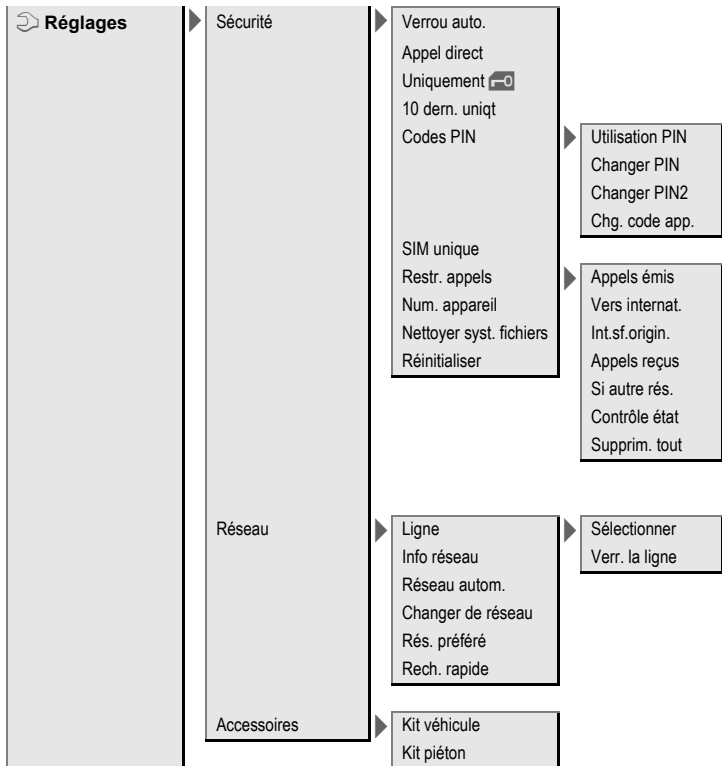 Réglages
Sécurité
Verrou auto.
Appel direct
Uniquement
10 dern. uniqt
Codes PIN
Utilisation PIN
Changer PIN
Changer PIN2
Chg. code app.
SIM unique
Restr. appels
Appels émis
Vers internat.
Int.sf.origin.
Appels reçus
Si autre rés.
Contrôle état
Supprim. tout
Num. appareil
Nettoyer syst. fichiers
Réinitialiser
Réseau
Ligne
Sélectionner
Verr. la ligne
Info réseau
Réseau autom.
Changer de réseau
Rés. préféré
Rech. rapide
Accessoires
Kit véhicule
Kit piéton